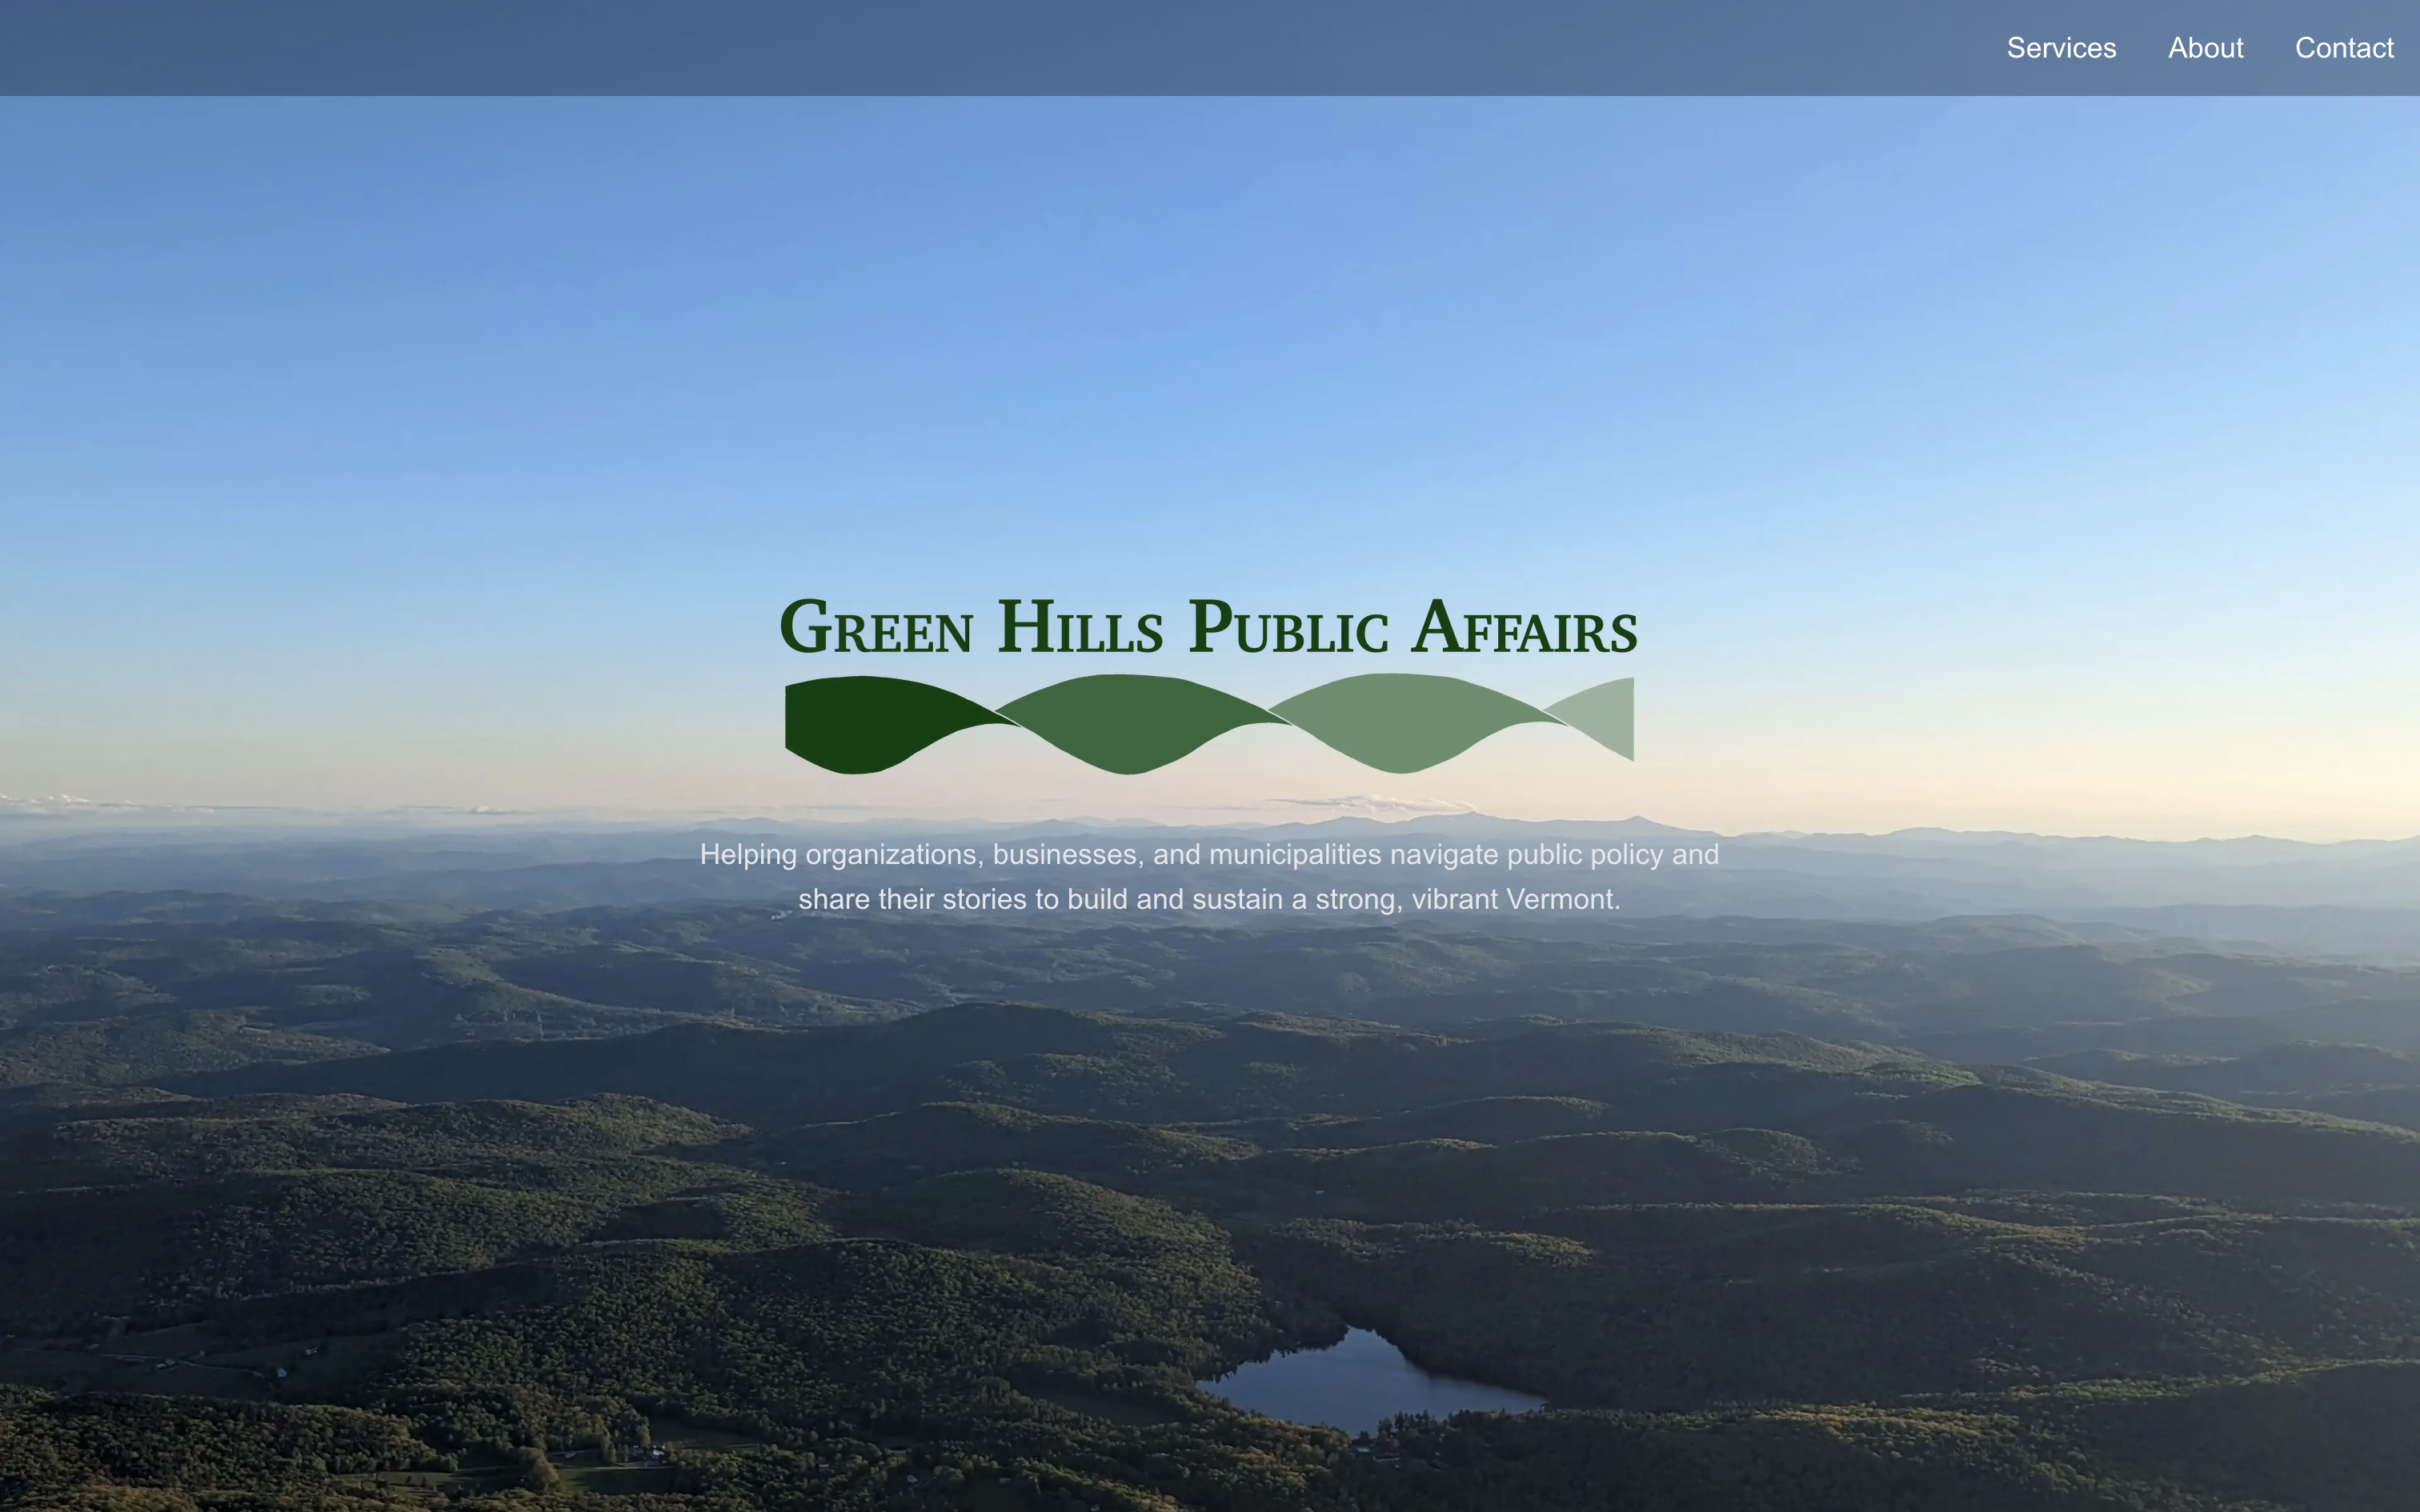 Services About Contact
Green Hills Public Affairs
Helping organizations, businesses, and municipalities navigate public policy and
share their stories to build and sustain a strong, vibrant Vermont.